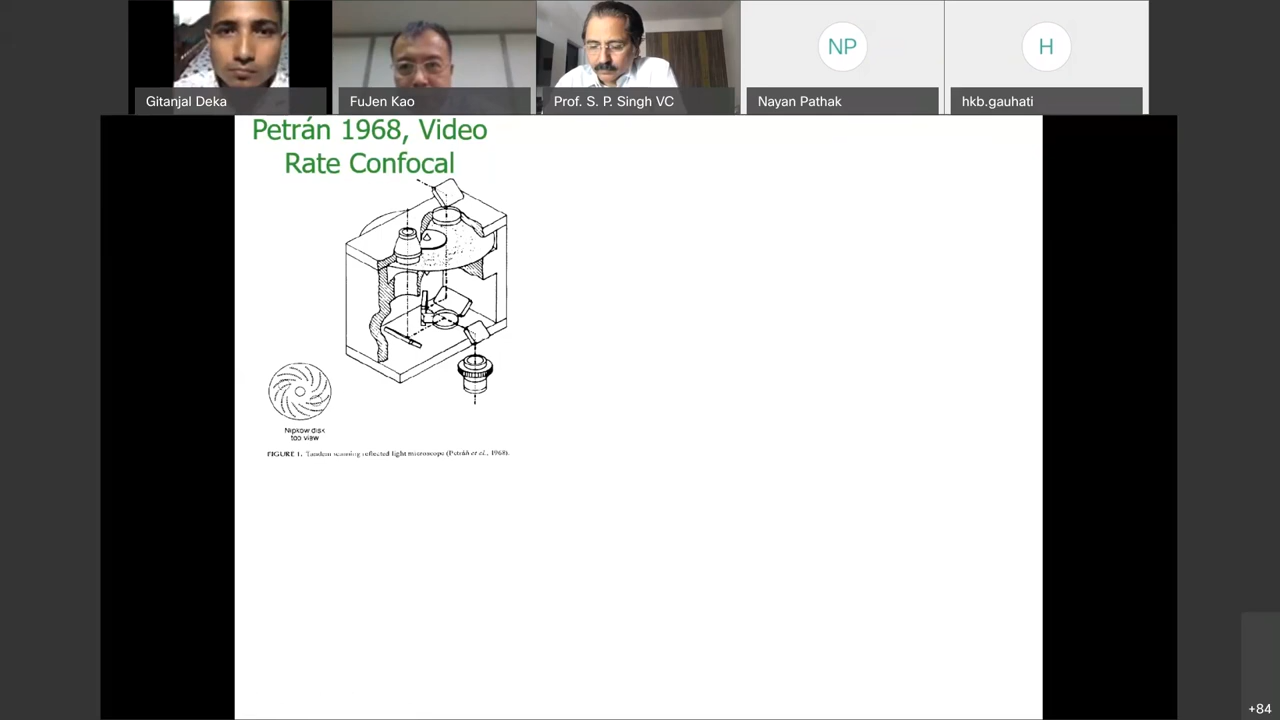 NP
H
Gitanjal Deka
FuJen Kao
Prof. S. P. Singh VC
Nayan Pathak
hkb.gauhati
Petrán 1968, Video
Rate Confocal
Nipkow disk
top view
FIGURE 1. Tandem scanning reflected light microscope (Petráň et al., 1968).
+84